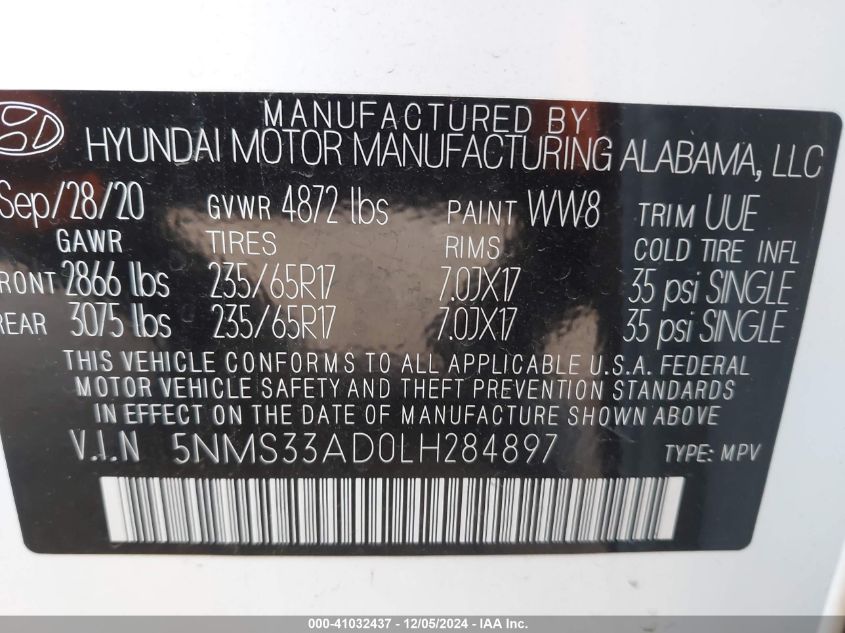 MANUFACTURED BY
HYUNDAI MOTOR MANUFACTURING ALABAMA, LLC
Sep/28/20 GVWR 4872 lbs PAINT WW8 TRIM UUE
GAWR TIRES RIMS COLD TIRE INFL
FRONT 2866 lbs 235/65R17 7.0JX17 35 psi SINGLE
REAR 3075 lbs 235/65R17 7.0JX17 35 psi SINGLE
THIS VEHICLE CONFORMS TO ALL APPLICABLE U.S.A. FEDERAL
MOTOR VEHICLE SAFETY AND THEFT PREVENTION STANDARDS
IN EFFECT ON THE DATE OF MANUFACTURE SHOWN ABOVE
V.I.N 5NMS33AD0LH284897 TYPE: MPV
000-41032437 - 12/05/2024 - IAA Inc.